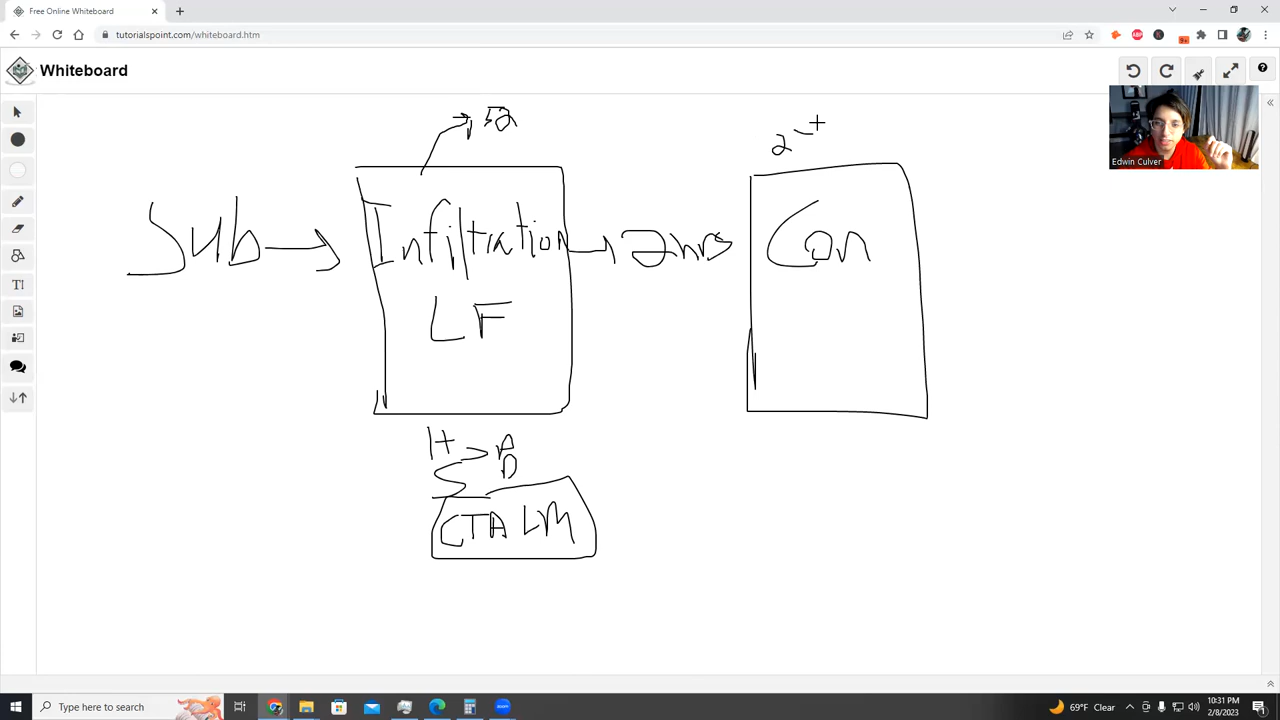 Free Online Whiteboard
tutorialspoint.com/whiteboard.htm
Whiteboard
Edwin Culver
52
2 - +
Sub
Infiltration
2hrs
Con
LF
H
CTA LM
Type here to search
69°F Clear
10:31 PM
2/8/2023